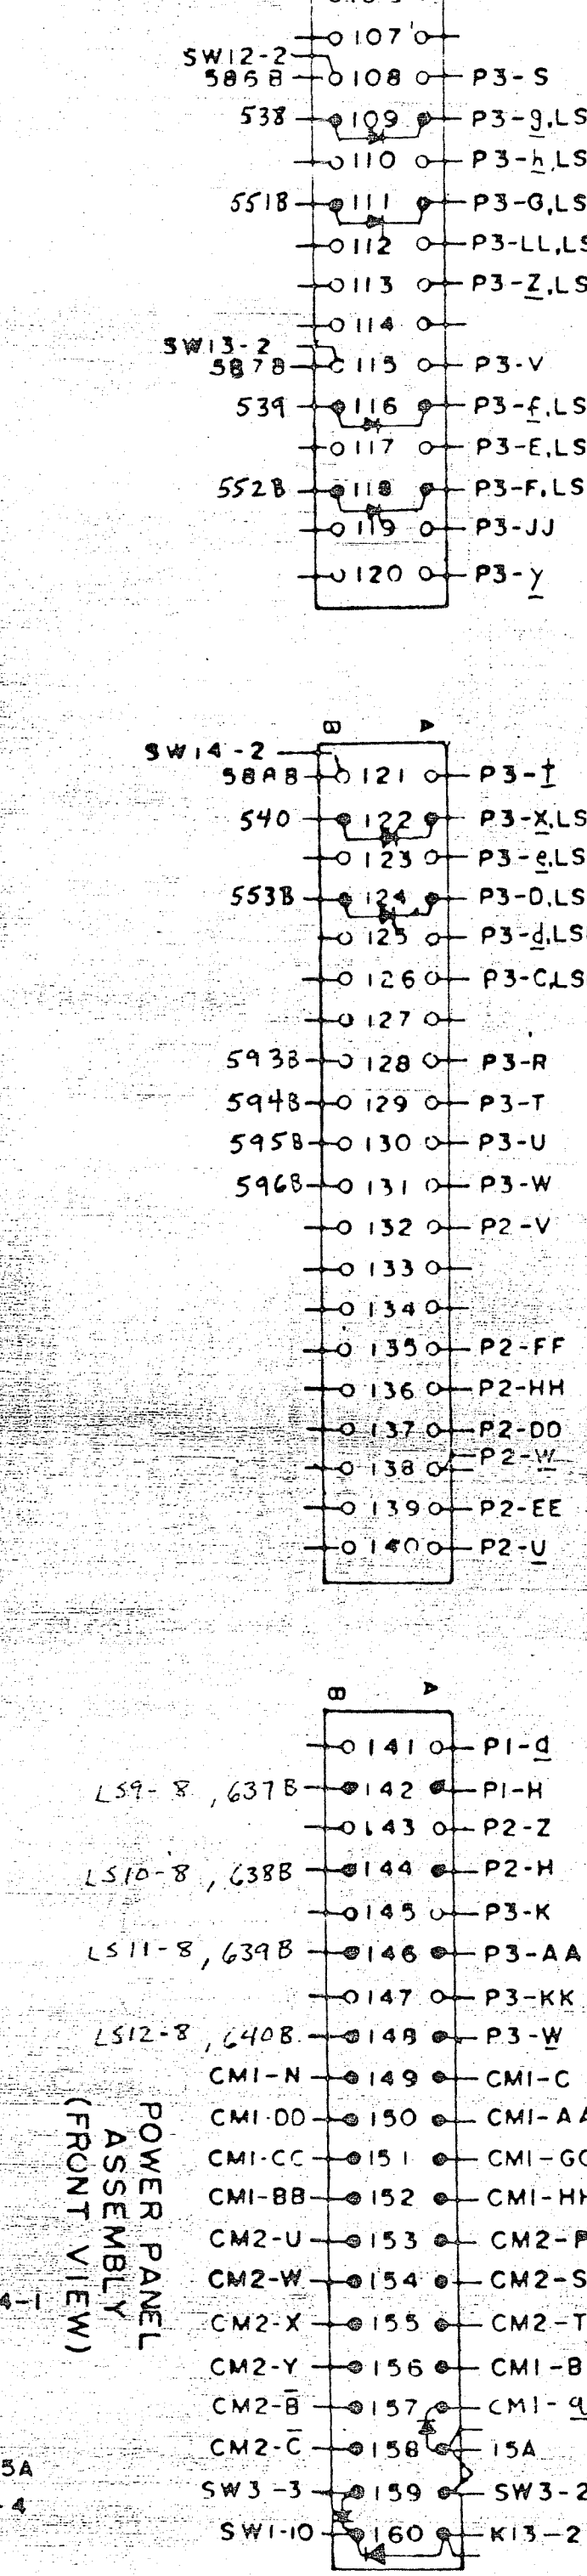 107
SW12-2
586B 108 P3-S
538 109 P3-g,LS
110 P3-h,LS
551B 111 P3-G,LS
112 P3-LL,LS
113 P3-Z,LS
114
SW13-2
587B 115 P3-V
539 116 P3-f,LS
117 P3-E,LS
552B 118 P3-F,LS
119 P3-JJ
120 P3-y
B A
SW14-2
588B 121 P3-t
540 122 P3-X,LS
123 P3-e,LS
553B 124 P3-D,LS
125 P3-d,LS
126 P3-C,LS
127
593B 128 P3-R
594B 129 P3-T
595B 130 P3-U
596B 131 P3-W
132 P2-V
133
134
135 P2-FF
136 P2-HH
137 P2-DD
138 P2-W
139 P2-EE
140 P2-U
B A
141 P1-d
LS9-8, 637B 142 P1-H
143 P2-Z
LS10-8, 638B 144 P2-H
145 P3-K
LS11-8, 639B 146 P3-AA
147 P3-KK
LS12-8, 640B 148 P3-W
CM1-N 149 CM1-C
CM1-DD 150 CM1-AA
CM1-CC 151 CM1-GG
CM1-BB 152 CM1-HH
CM2-U 153 CM2-P
CM2-W 154 CM2-S
CM2-X 155 CM2-T
CM2-Y 156 CM1-B
CM2-B 157 CM1-q
CM2-C 158 15A
SW3-3 159 SW3-2
SW1-10 160 K13-2
POWER PANEL
ASSEMBLY
(FRONT VIEW)
4-1
5A
4